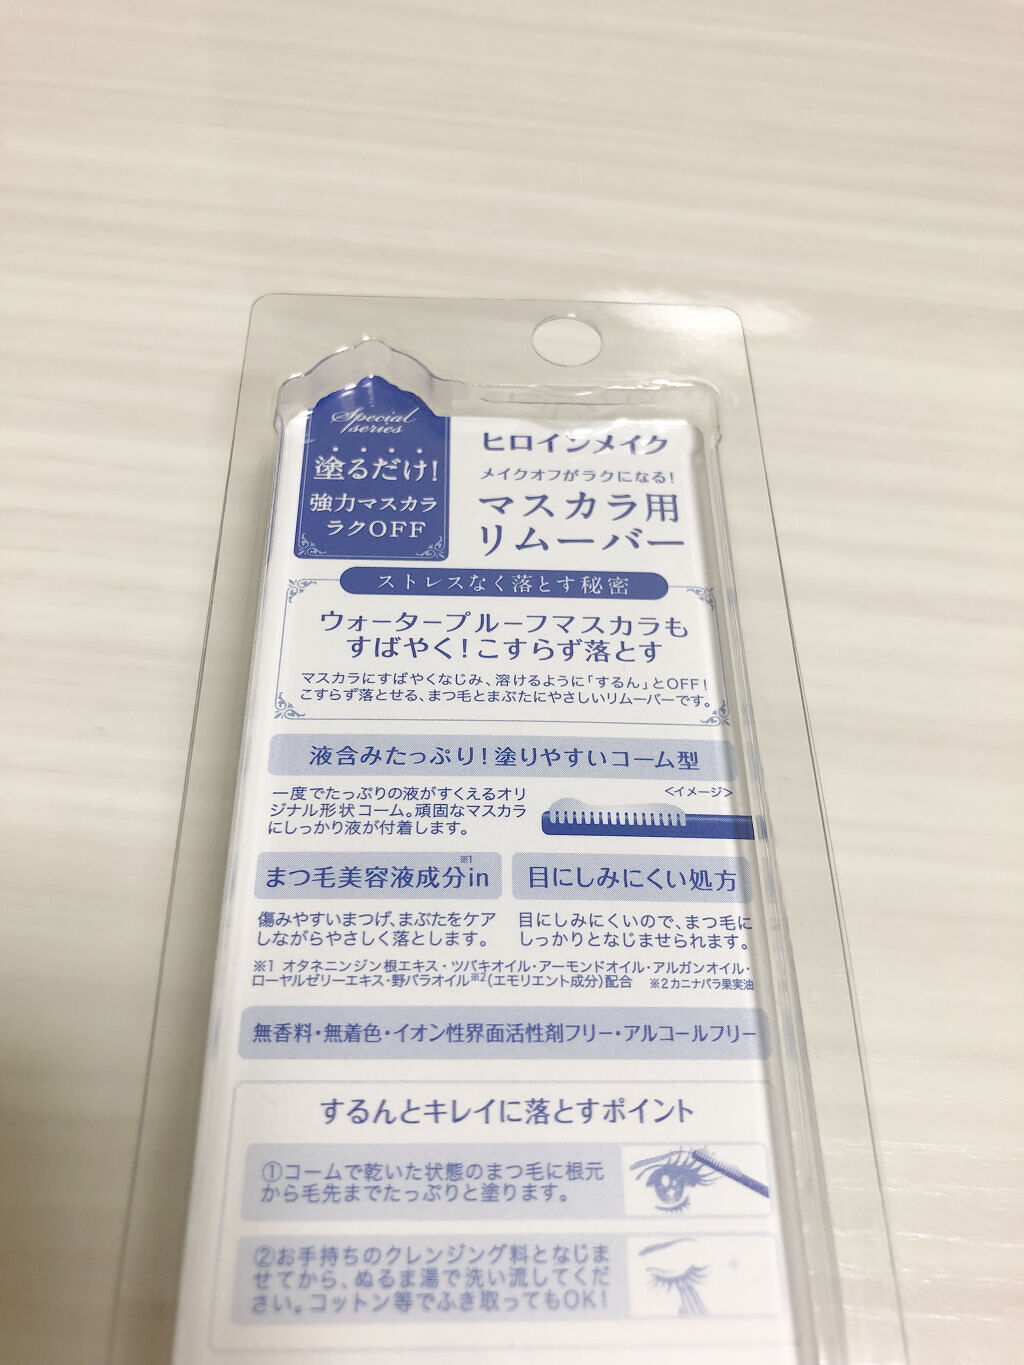 Special
series
塗るだけ!
強力マスカラ
ラクOFF
ヒロインメイク
メイクオフがラクになる!
マスカラ用
リムーバー
ストレスなく落とす秘密
ウォータープルーフマスカラも
すばやく!こすらず落とす
マスカラにすばやくなじみ、溶けるように「するん」とOFF!
こすらず落とせる、まつ毛とまぶたにやさしいリムーバーです。
液含みたっぷり!塗りやすいコーム型
一度でたっぷりの液がすくえるオリ
ジナル形状コーム。頑固なマスカラ
にしっかり液が付着します。
<イメージ>
まつ毛美容液成分in※1
傷みやすいまつげ、まぶたをケア
しながらやさしく落とします。
目にしみにくい処方
目にしみにくいので、まつ毛に
しっかりとなじませられます。
※1 オタネニンジン根エキス・ツバキオイル・アーモンドオイル・アルガンオイル・
ローヤルゼリーエキス・野バラオイル※2(エモリエント成分)配合 ※2カニナバラ果実油
無香料・無着色・イオン性界面活性剤フリー・アルコールフリー
するんとキレイに落とすポイント
①コームで乾いた状態のまつ毛に根元
から毛先までたっぷりと塗ります。
②お手持ちのクレンジング料となじま
せてから、ぬるま湯で洗い流してくだ
さい。コットン等でふき取ってもOK!